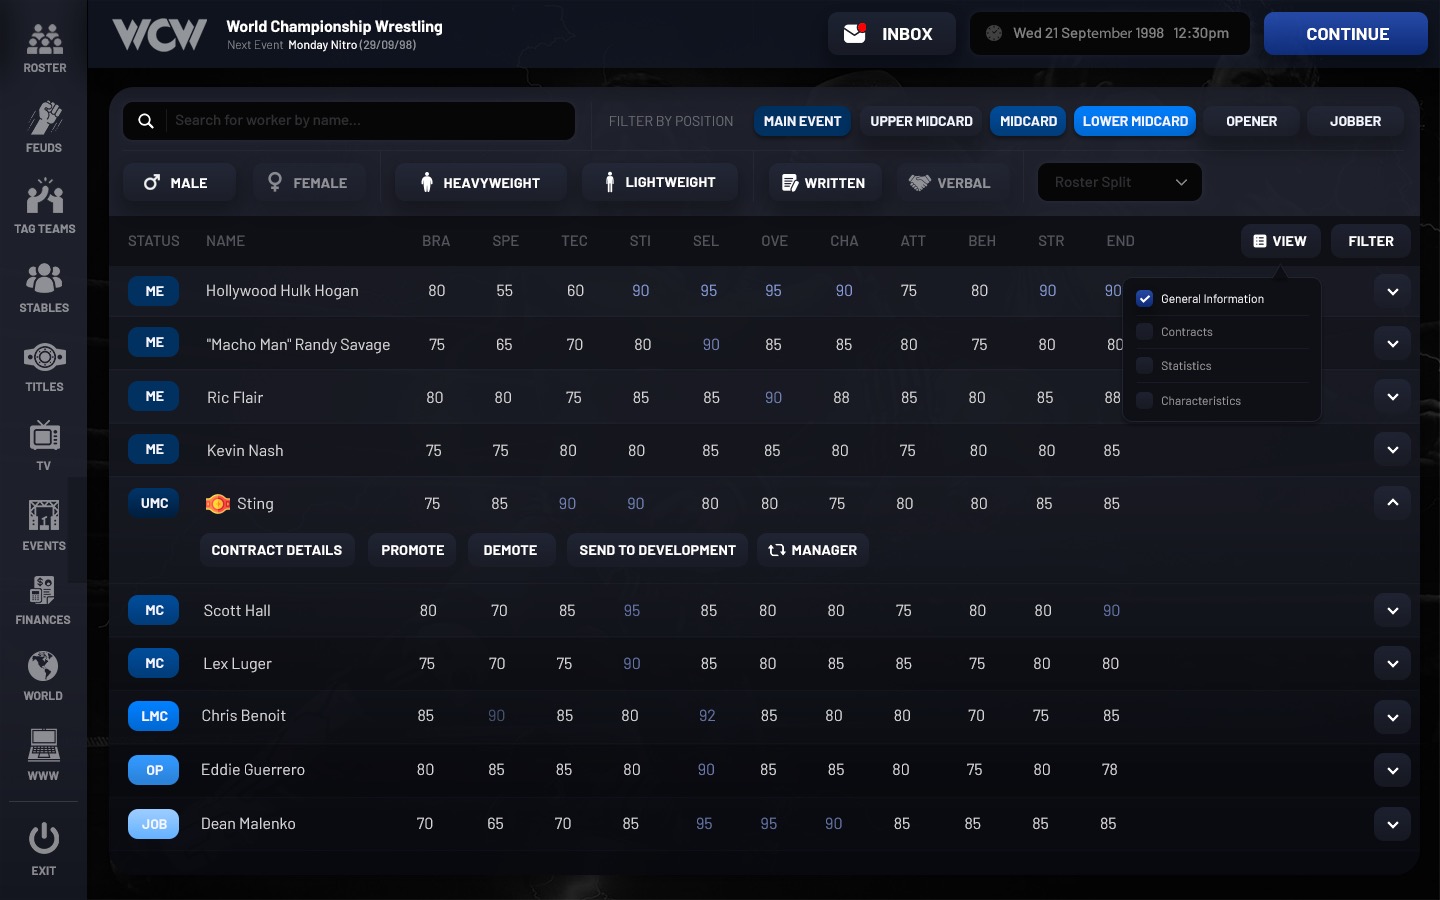 WCW
World Championship Wrestling
Next Event Monday Nitro (29/09/98)
INBOX
Wed 21 September 1998 12:30pm
CONTINUE
ROSTER
FEUDS
TAG TEAMS
STABLES
TITLES
TV
EVENTS
FINANCES
WORLD
WWW
EXIT
Search for worker by name...
FILTER BY POSITION MAIN EVENT UPPER MIDCARD MIDCARD LOWER MIDCARD OPENER JOBBER
MALE FEMALE HEAVYWEIGHT LIGHTWEIGHT WRITTEN VERBAL Roster Split
STATUS NAME BRA SPE TEC STI SEL OVE CHA ATT BEH STR END VIEW FILTER
ME Hollywood Hulk Hogan 80 55 60 90 95 95 90 75 80 90 90
ME "Macho Man" Randy Savage 75 65 70 80 90 85 85 80 75 80 80
ME Ric Flair 80 80 75 85 85 90 88 85 80 85 88
ME Kevin Nash 75 75 80 80 85 85 80 75 80 80 85
UMC Sting 75 85 90 90 80 80 75 80 80 85 85
CONTRACT DETAILS PROMOTE DEMOTE SEND TO DEVELOPMENT MANAGER
MC Scott Hall 80 70 85 95 85 80 80 75 80 80 90
MC Lex Luger 75 70 75 90 85 80 85 85 75 80 80
LMC Chris Benoit 85 90 85 80 92 85 80 80 70 75 85
OP Eddie Guerrero 80 85 85 80 90 85 85 80 75 80 78
JOB Dean Malenko 70 65 70 85 95 95 90 85 85 85 85
General Information
Contracts
Statistics
Characteristics